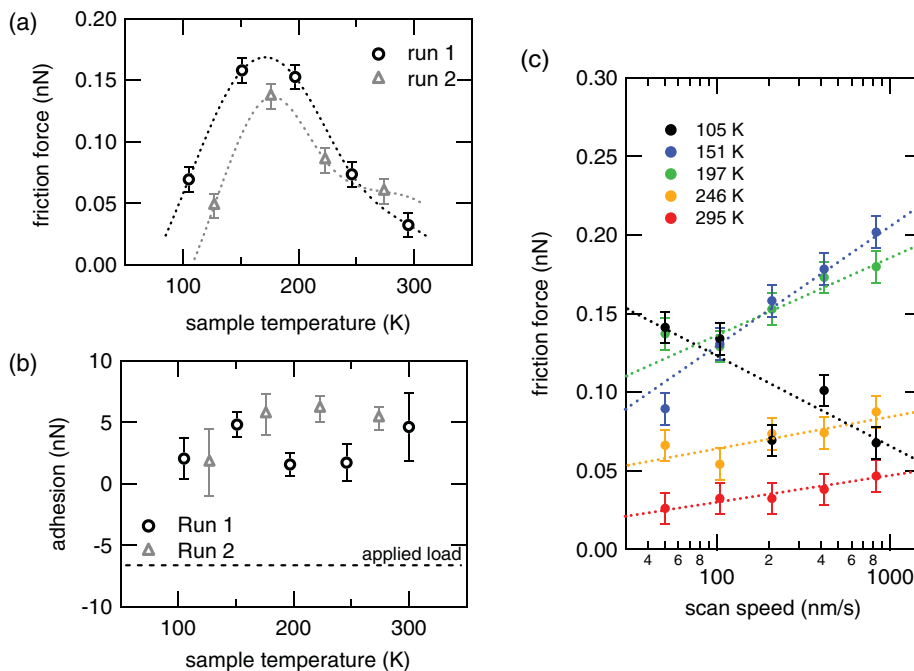 (a)
friction force (nN)
0.20
0.15
0.10
0.05
0.00
run 1
run 2
100
200
300
sample temperature (K)
(b)
adhesion (nN)
10
5
0
-5
-10
Run 1
Run 2
applied load
100
200
300
sample temperature (K)
(c)
friction force (nN)
0.30
0.25
0.20
0.15
0.10
0.05
0.00
105 K
151 K
197 K
246 K
295 K
4 6 8 100 2 4 6 8 1000
scan speed (nm/s)